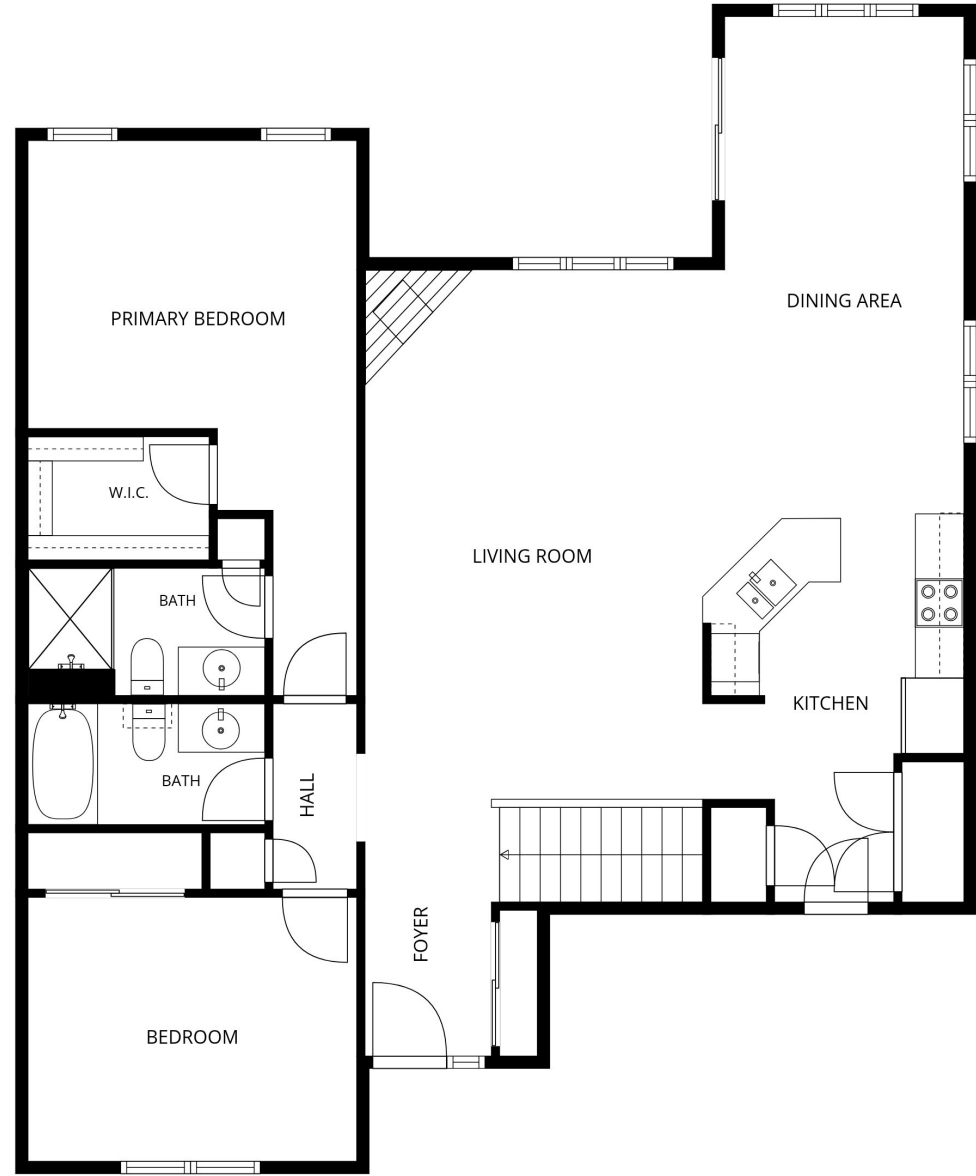 DINING AREA
PRIMARY BEDROOM
W.I.C.
LIVING ROOM
BATH
KITCHEN
BATH
HALL
FOYER
BEDROOM